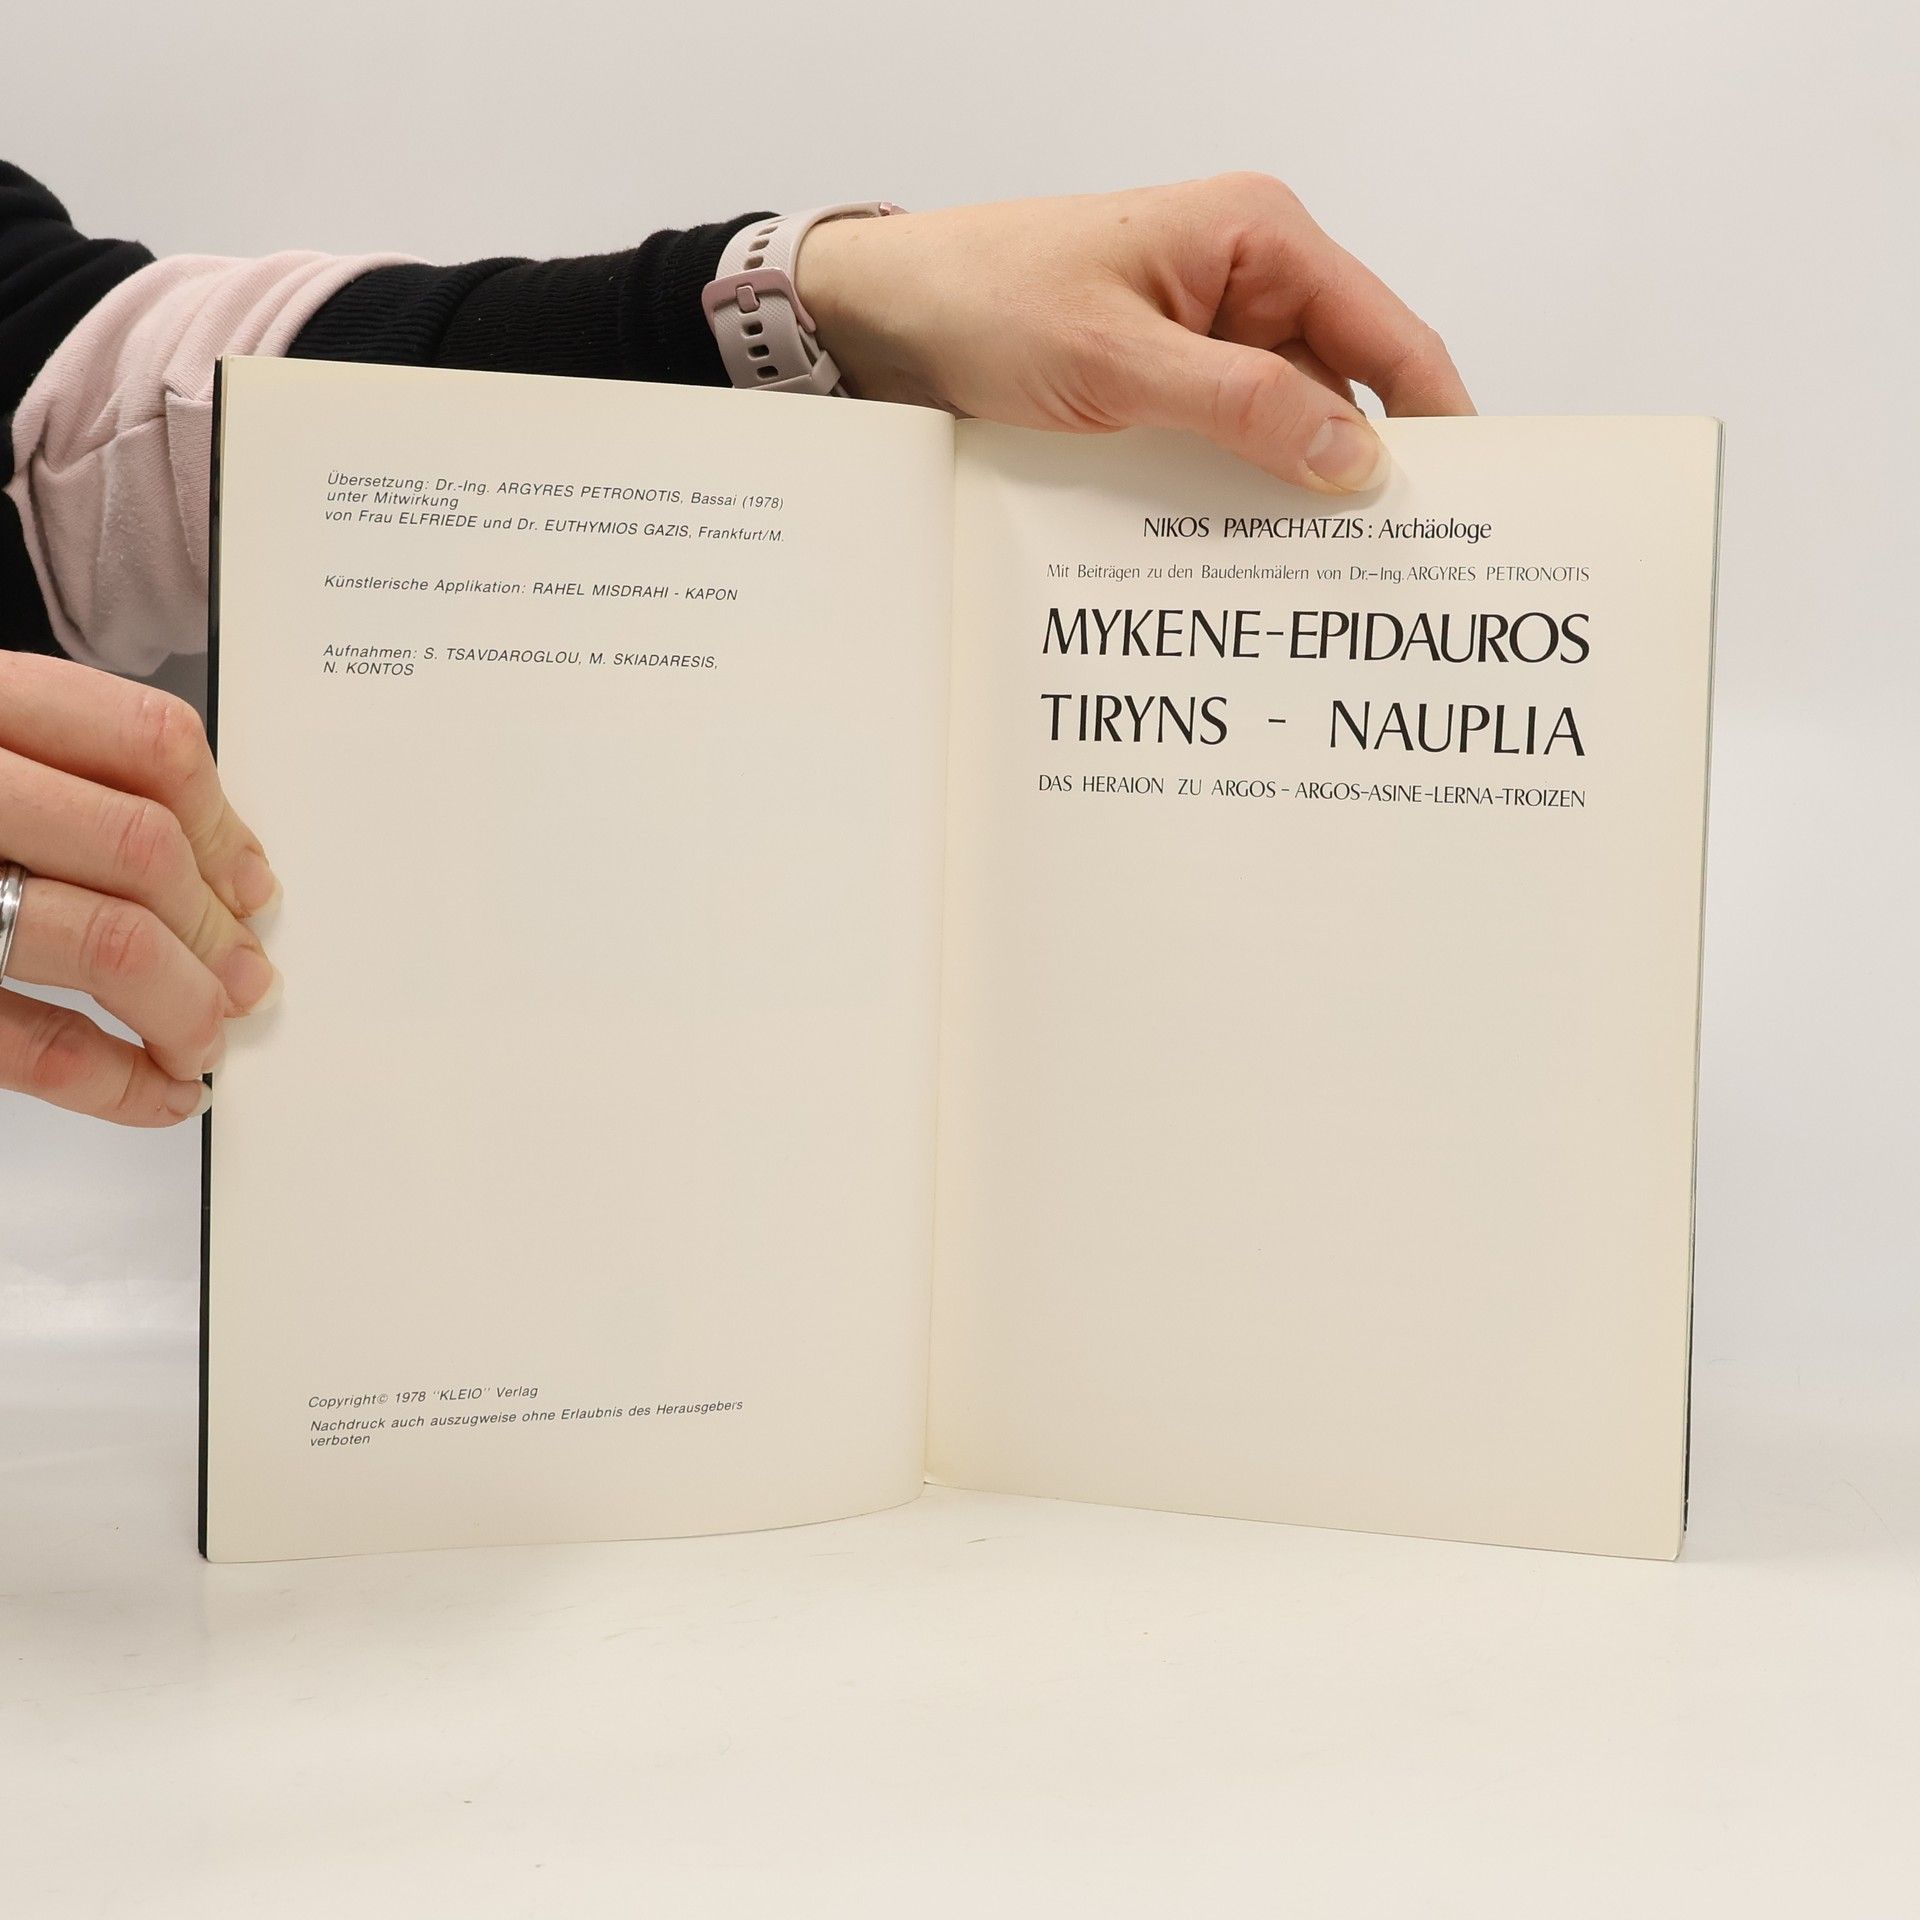 Übersetzung: Dr.-Ing. ARGYRES PETRONOTIS, Bassai (1978)
unter Mitwirkung
von Frau ELFRIEDE und Dr. EUTHYMIOS GAZIS, Frankfurt/M.
Künstlerische Applikation: RAHEL MISDRAHI - KAPON
Aufnahmen: S. TSAVDAROGLOU, M. SKIADARESIS,
N. KONTOS
Copyright© 1978 "KLEIO" Verlag
Nachdruck auch auszugweise ohne Erlaubnis des Herausgebers
verboten
NIKOS PAPACHATZIS: Archäologe
Mit Beiträgen zu den Baudenkmälern von Dr.-Ing. ARGYRES PETRONOTIS
MYKENE-EPIDAUROS
TIRYNS - NAUPLIA
DAS HERAION ZU ARGOS - ARGOS-ASINE-LERNA-TROIZEN